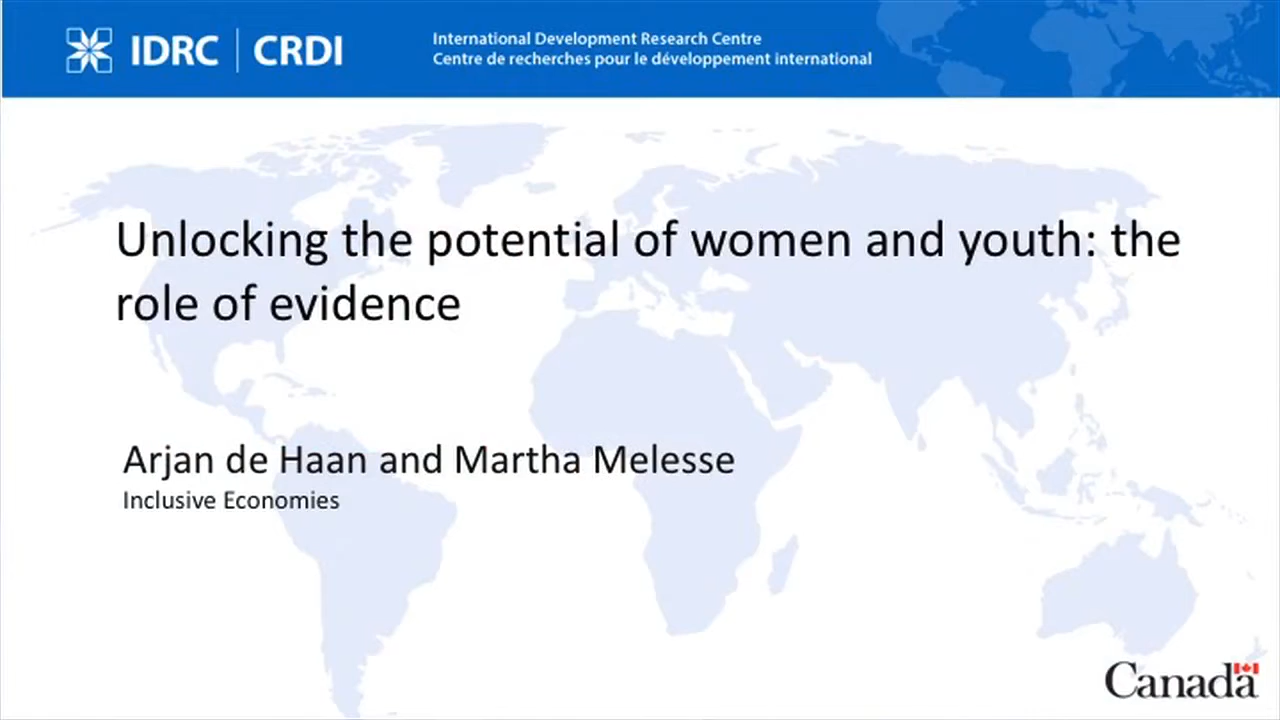 IDRC | CRDI
International Development Research Centre
Centre de recherches pour le développement international
Unlocking the potential of women and youth: the
role of evidence
Arjan de Haan and Martha Melesse
Inclusive Economies
Canada